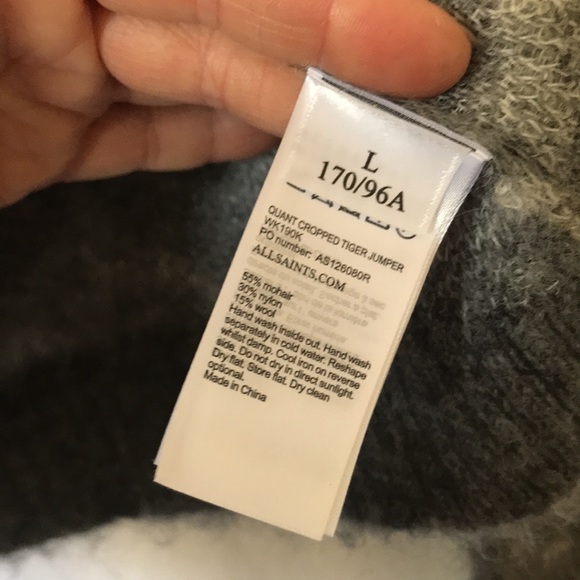 L
170/96A
QUANT CROPPED TIGER JUMPER
WK190K
PO number: AS126080R
ALLSAINTS.COM
55% mohair
30% nylon
15% wool
Hand wash inside out. Hand wash
separately in cold water. Reshape
whilst damp. Cool iron on reverse
side. Do not dry in direct sunlight.
Dry flat. Store flat. Dry clean
optional.
Made in China